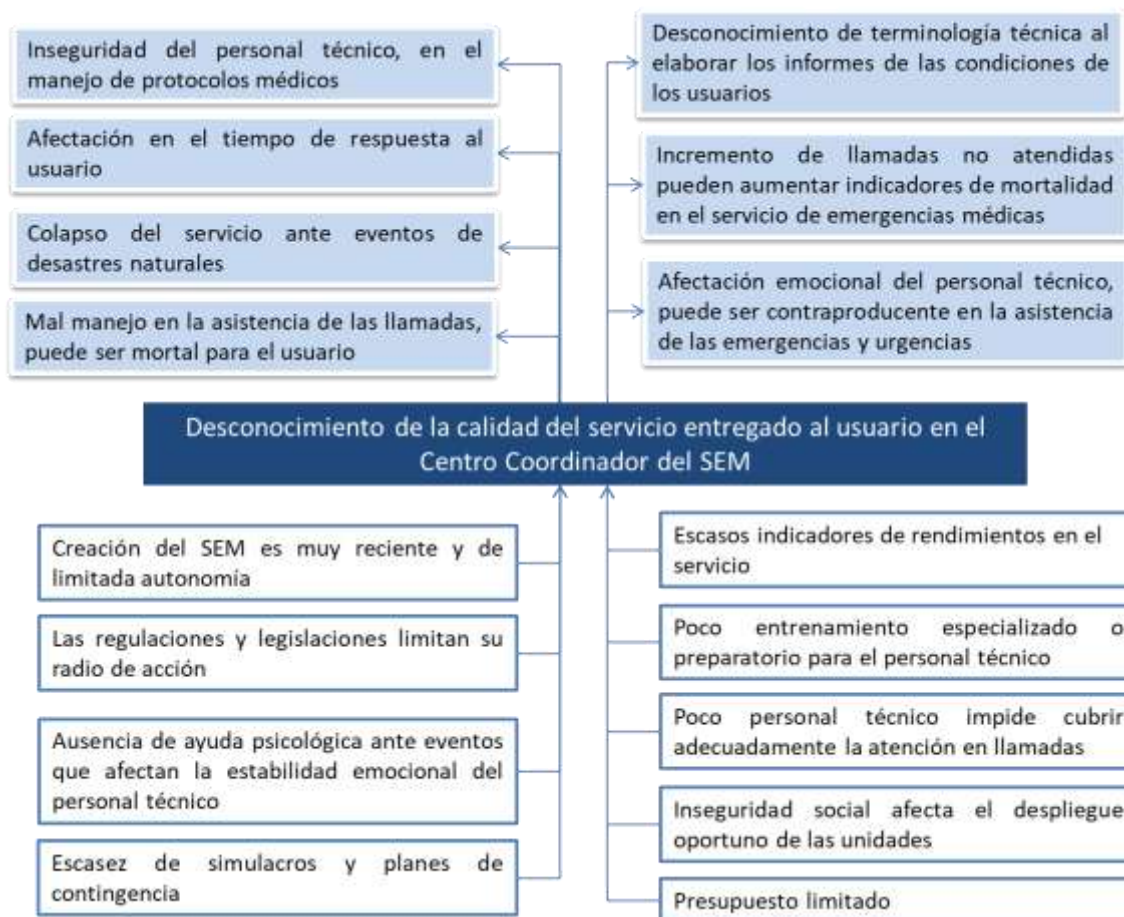 Inseguridad del personal técnico, en el
manejo de protocolos médicos
Afectación en el tiempo de respuesta al
usuario
Colapso del servicio ante eventos de
desastres naturales
Mal manejo en la asistencia de las llamadas,
puede ser mortal para el usuario
Desconocimiento de terminología técnica al
elaborar los informes de las condiciones de
los usuarios
Incremento de llamadas no atendidas
pueden aumentar indicadores de mortalidad
en el servicio de emergencias médicas
Afectación emocional del personal técnico,
puede ser contraproducente en la asistencia
de las emergencias y urgencias
Desconocimiento de la calidad del servicio entregado al usuario en el
Centro Coordinador del SEM
Creación del SEM es muy reciente y de
limitada autonomía
Las regulaciones y legislaciones limitan su
radio de acción
Ausencia de ayuda psicológica ante eventos
que afectan la estabilidad emocional del
personal técnico
Escasez de simulacros y planes de
contingencia
Escasos indicadores de rendimientos en el
servicio
Poco entrenamiento especializado o
preparatorio para el personal técnico
Poco personal técnico impide cubrir
adecuadamente la atención en llamadas
Inseguridad social afecta el despliegue
oportuno de las unidades
Presupuesto limitado